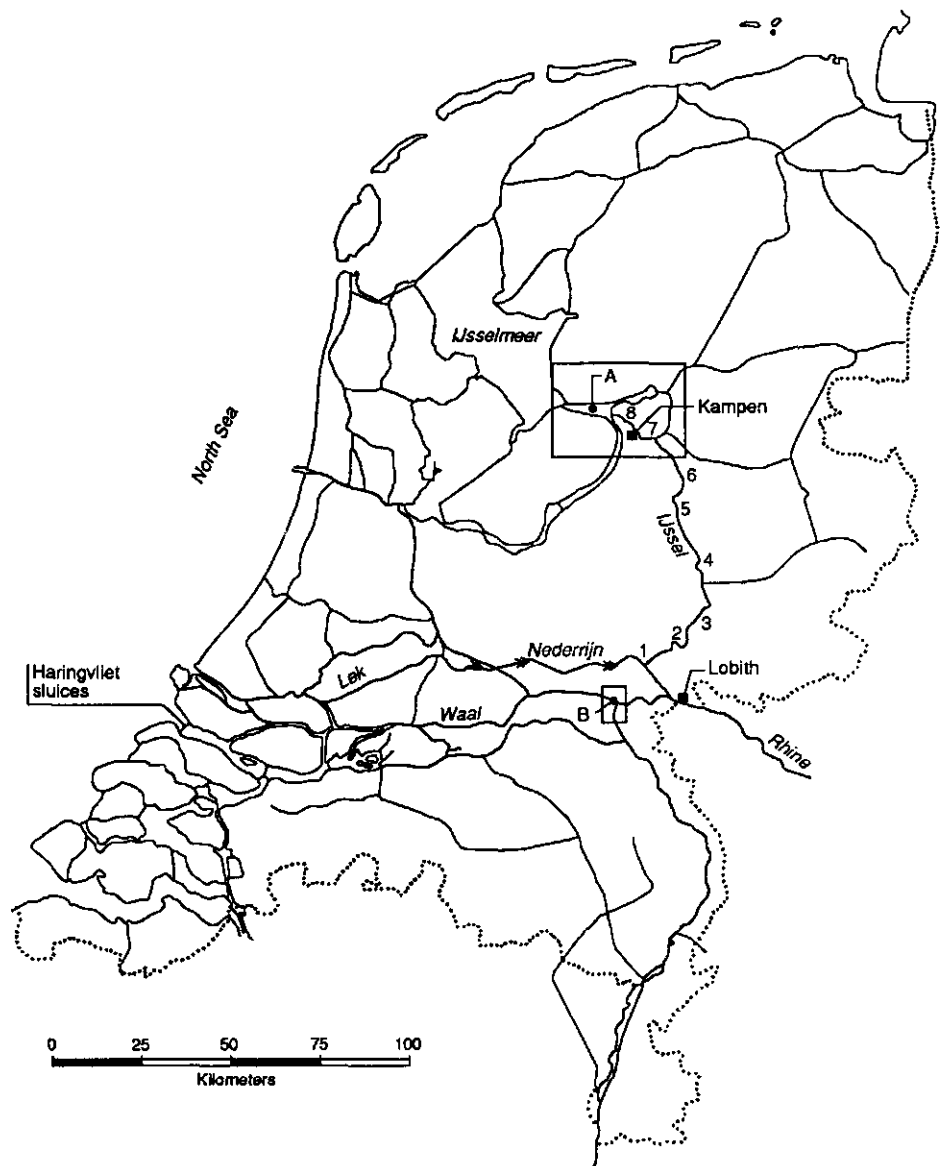 IJsselmeer
A
Kampen
8
7
North Sea
6
5
IJssel
4
3
2
Nederrijn
1
Lobith
Haringvliet
sluices
Lek
Waal
B
Rhine
0 25 50 75 100
Kilometers